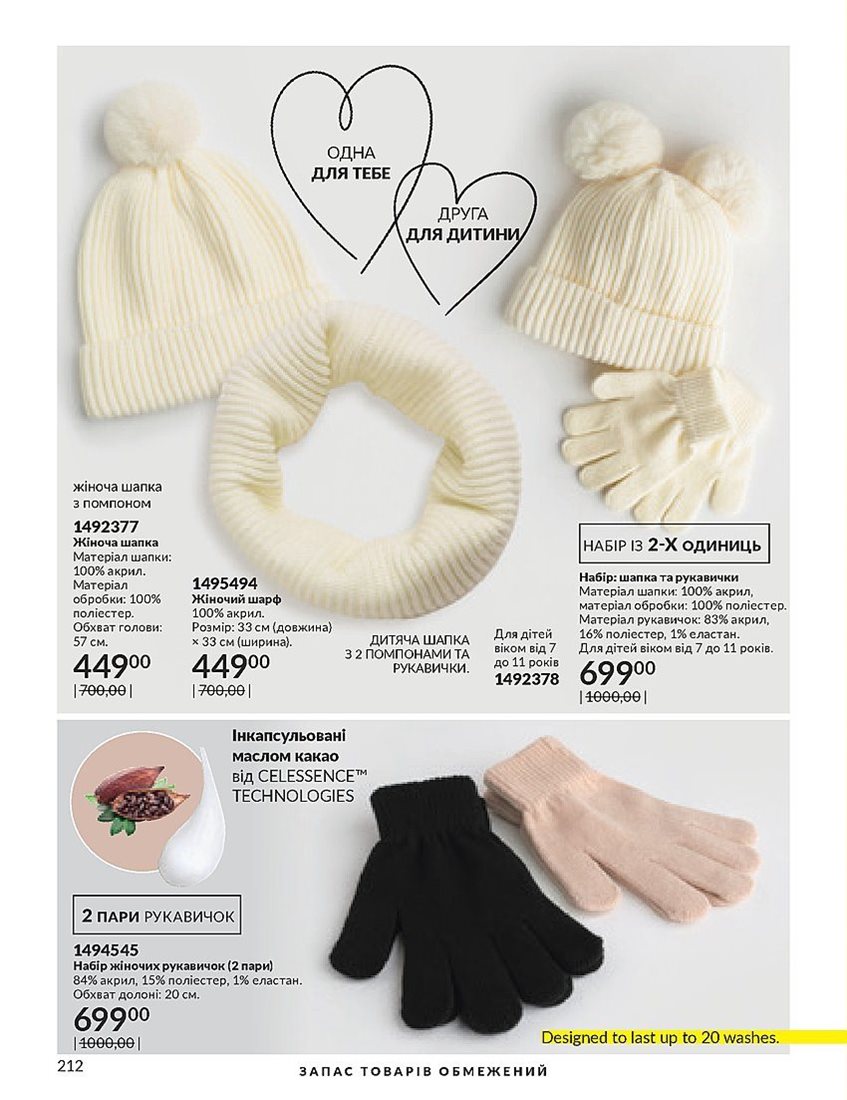 ОДНА
ДЛЯ ТЕБЕ
ДРУГА
ДЛЯ ДИТИНИ
жіноча шапка
з помпоном
1492377
Жіноча шапка
Матеріал шапки:
100% акрил.
Матеріал
обробки: 100%
поліестер.
Обхват голови:
57 см.
449⁰⁰
|700,00|
1495494
Жіночий шарф
100% акрил.
Розмір: 33 см (довжина)
× 33 см (ширина).
449⁰⁰
|700,00|
ДИТЯЧА ШАПКА
З 2 ПОМПОНАМИ ТА
РУКАВИЧКИ.
Для дітей
віком від 7
до 11 років
1492378
НАБІР ІЗ 2-Х ОДИНИЦЬ
Набір: шапка та рукавички
Матеріал шапки: 100% акрил,
матеріал обробки: 100% поліестер.
Матеріал рукавичок: 83% акрил,
16% поліестер, 1% еластан.
Для дітей віком від 7 до 11 років.
699⁰⁰
|1000,00|
Інкапсульовані
маслом какао
від CELESSENCE™
TECHNOLOGIES
2 ПАРИ РУКАВИЧОК
1494545
Набір жіночих рукавичок (2 пари)
84% акрил, 15% поліестер, 1% еластан.
Обхват долоні: 20 см.
699⁰⁰
|1000,00|
Designed to last up to 20 washes.
212
ЗАПАС ТОВАРІВ ОБМЕЖЕНИЙ